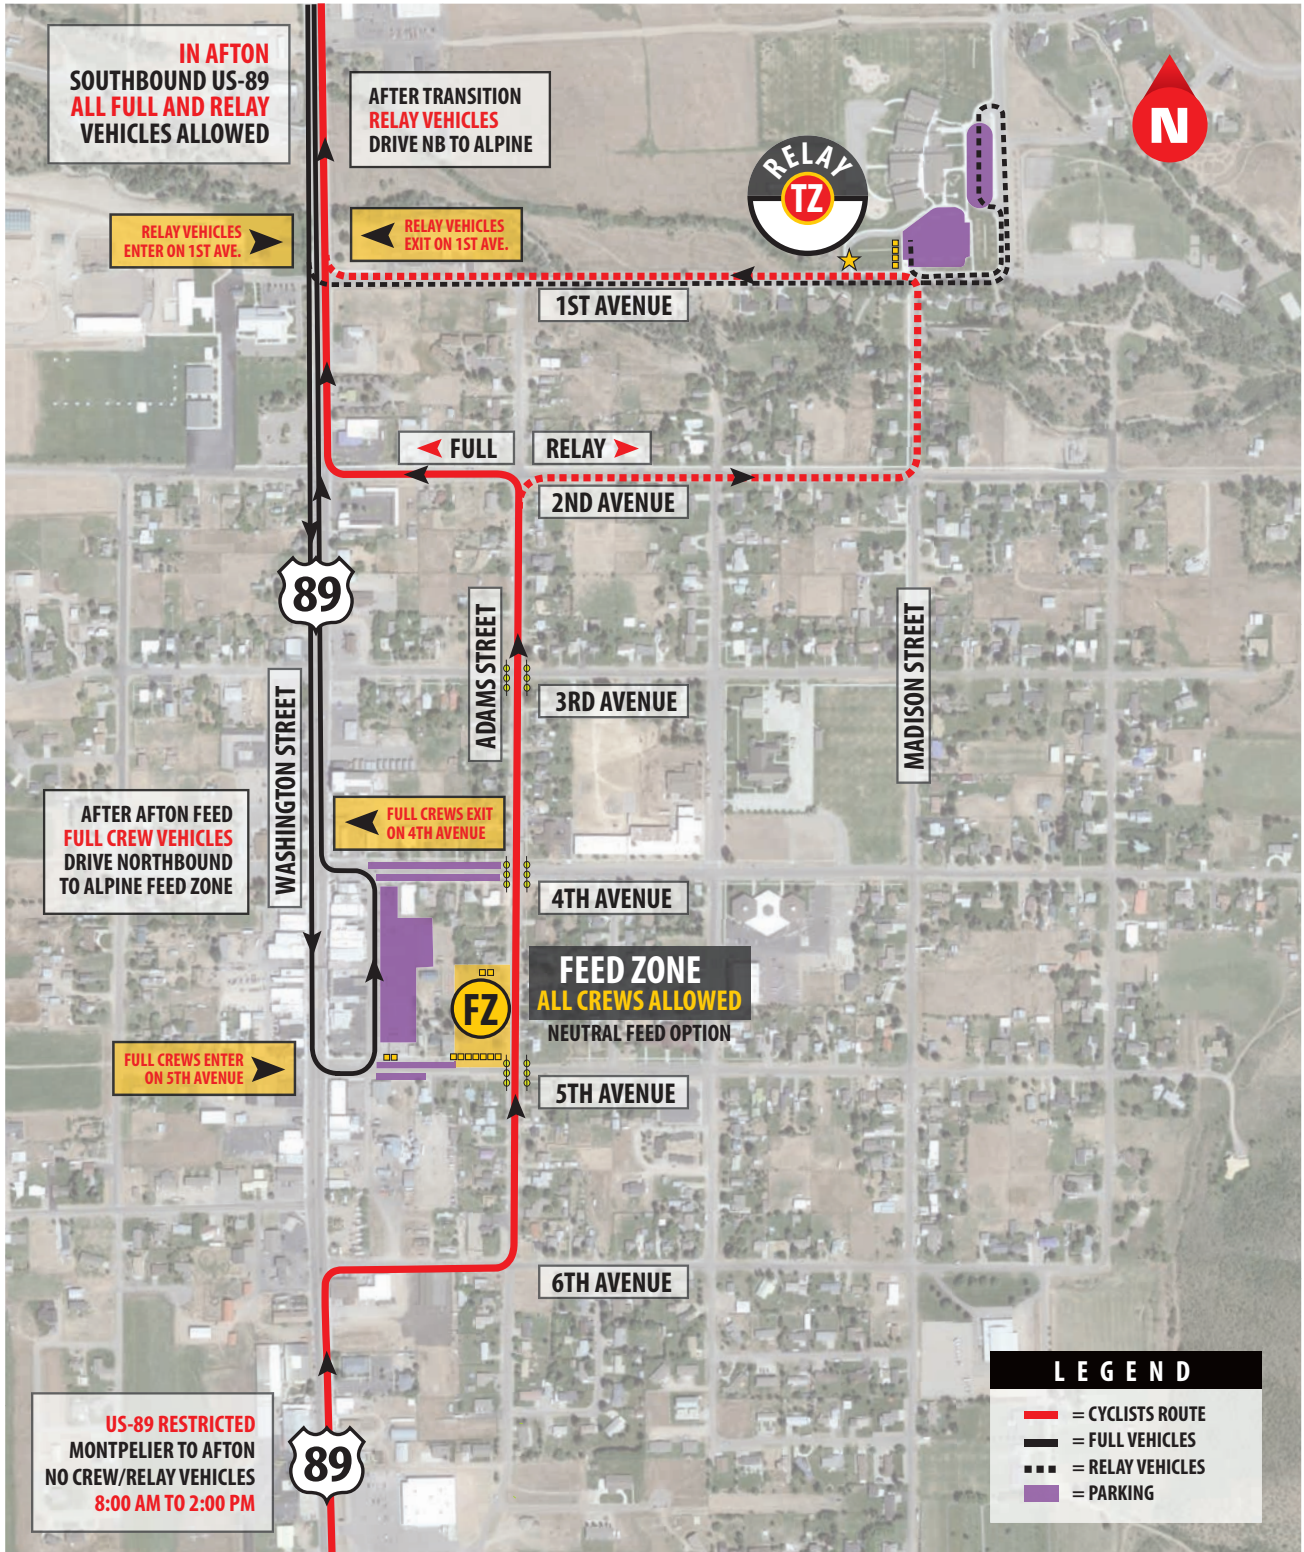 IN AFTON
SOUTHBOUND US-89
ALL FULL AND RELAY
VEHICLES ALLOWED
AFTER TRANSITION
RELAY VEHICLES
DRIVE NB TO ALPINE
N
RELAY
TZ
RELAY VEHICLES
ENTER ON 1ST AVE.
RELAY VEHICLES
EXIT ON 1ST AVE.
1ST AVENUE
FULL
RELAY
2ND AVENUE
89
ADAMS STREET
MADISON STREET
WASHINGTON STREET
3RD AVENUE
AFTER AFTON FEED
FULL CREW VEHICLES
DRIVE NORTHBOUND
TO ALPINE FEED ZONE
FULL CREWS EXIT
ON 4TH AVENUE
4TH AVENUE
FEED ZONE
ALL CREWS ALLOWED
NEUTRAL FEED OPTION
FZ
FULL CREWS ENTER
ON 5TH AVENUE
5TH AVENUE
6TH AVENUE
US-89 RESTRICTED
MONTPELIER TO AFTON
NO CREW/RELAY VEHICLES
8:00 AM TO 2:00 PM
89
LEGEND
= CYCLISTS ROUTE
= FULL VEHICLES
= RELAY VEHICLES
= PARKING